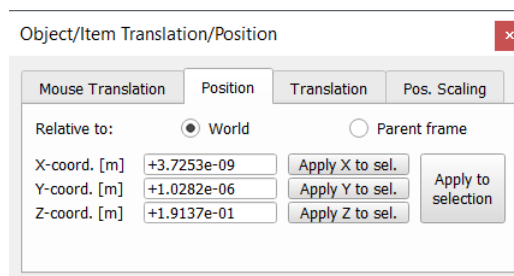 Object/Item Translation/Position
Mouse Translation Position Translation Pos. Scaling
Relative to: World Parent frame
X-coord. [m] +3.7253e-09 Apply X to sel.
Y-coord. [m] +1.0282e-06 Apply Y to sel.
Z-coord. [m] +1.9137e-01 Apply Z to sel.
Apply to
selection